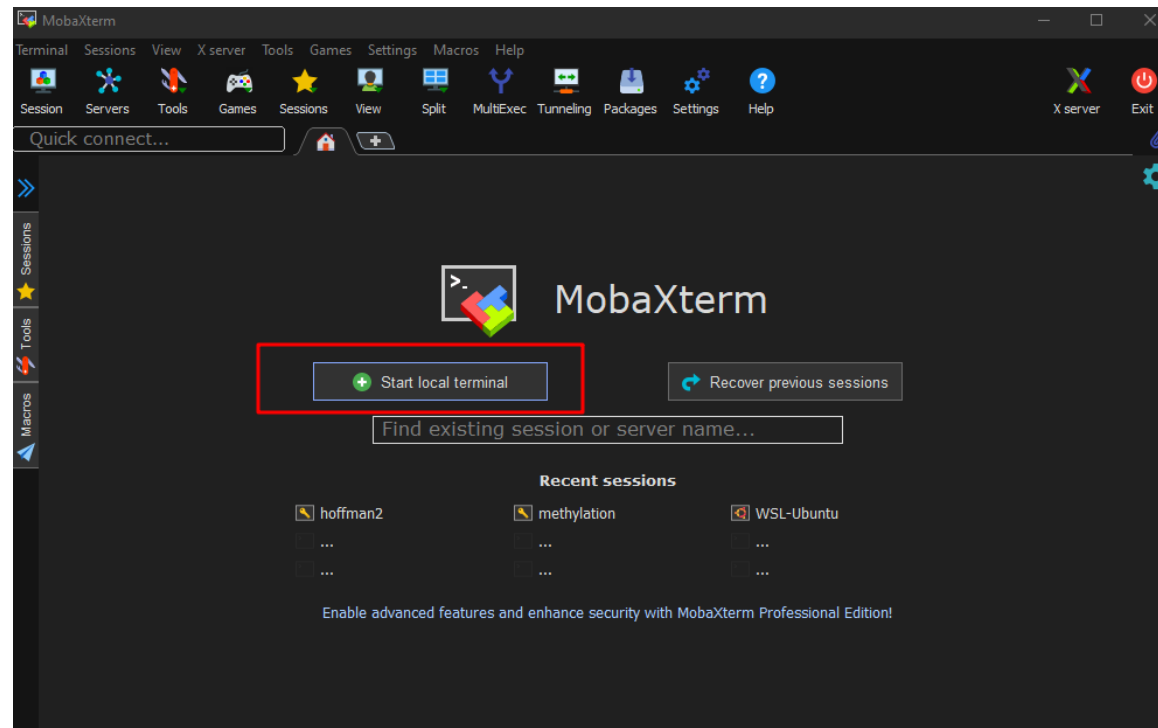 MobaXterm
Terminal Sessions View X server Tools Games Settings Macros Help
Session Servers Tools Games Sessions View Split MultiExec Tunneling Packages Settings Help X server Exit
Quick connect...
Sessions
Tools
Macros
>_
MobaXterm
Start local terminal Recover previous sessions
Find existing session or server name...
Recent sessions
hoffman2 methylation WSL-Ubuntu
... ... ...
... ... ...
Enable advanced features and enhance security with MobaXterm Professional Edition!